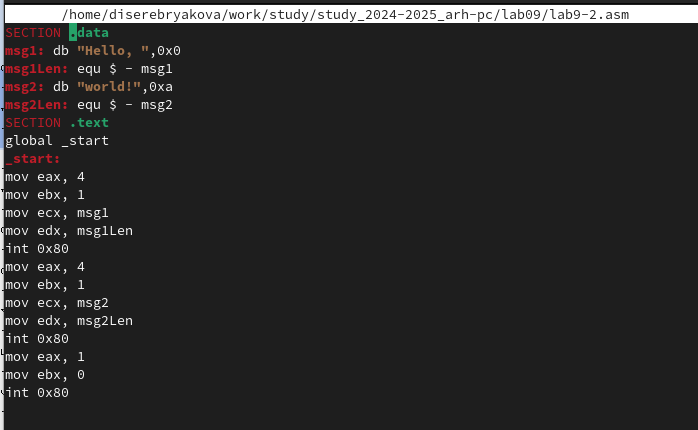 /home/diserebryakova/work/study/study_2024-2025_arh-pc/lab09/lab9-2.asm
SECTION .data
msg1: db "Hello, ",0x0
msg1Len: equ $ - msg1
msg2: db "world!",0xa
msg2Len: equ $ - msg2
SECTION .text
global _start
_start:
mov eax, 4
mov ebx, 1
mov ecx, msg1
mov edx, msg1Len
int 0x80
mov eax, 4
mov ebx, 1
mov ecx, msg2
mov edx, msg2Len
int 0x80
mov eax, 1
mov ebx, 0
int 0x80